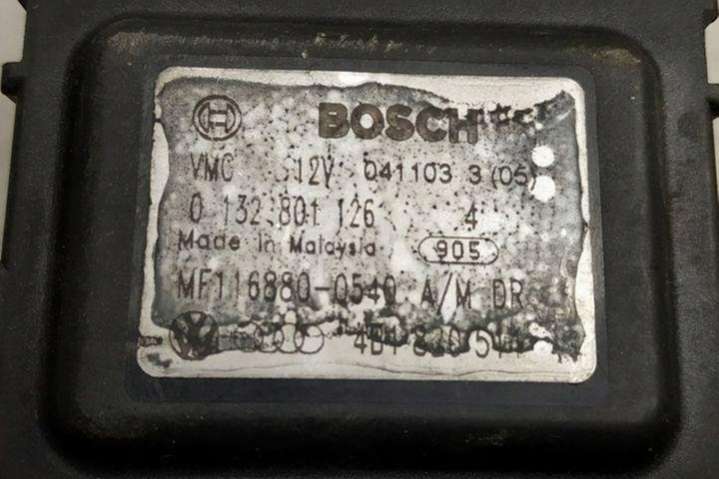 BOSCH
VMC 12V 041103 3 (05)
0 132 801 126 4
Made in Malaysia 905
MF116880-0540 A/M DR